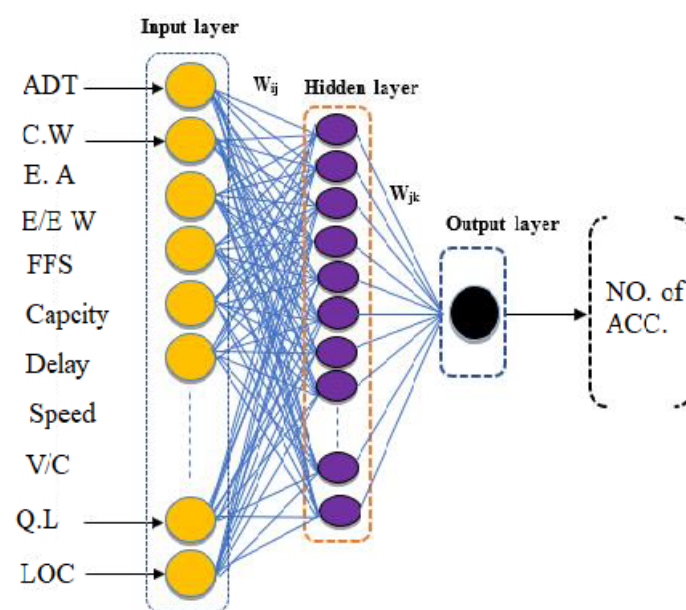 Input layer
ADT
C.W
E. A
E/E W
FFS
Capcity
Delay
Speed
V/C
Q.L
LOC
Wij
Hidden layer
Wjk
Output layer
NO. of
ACC.